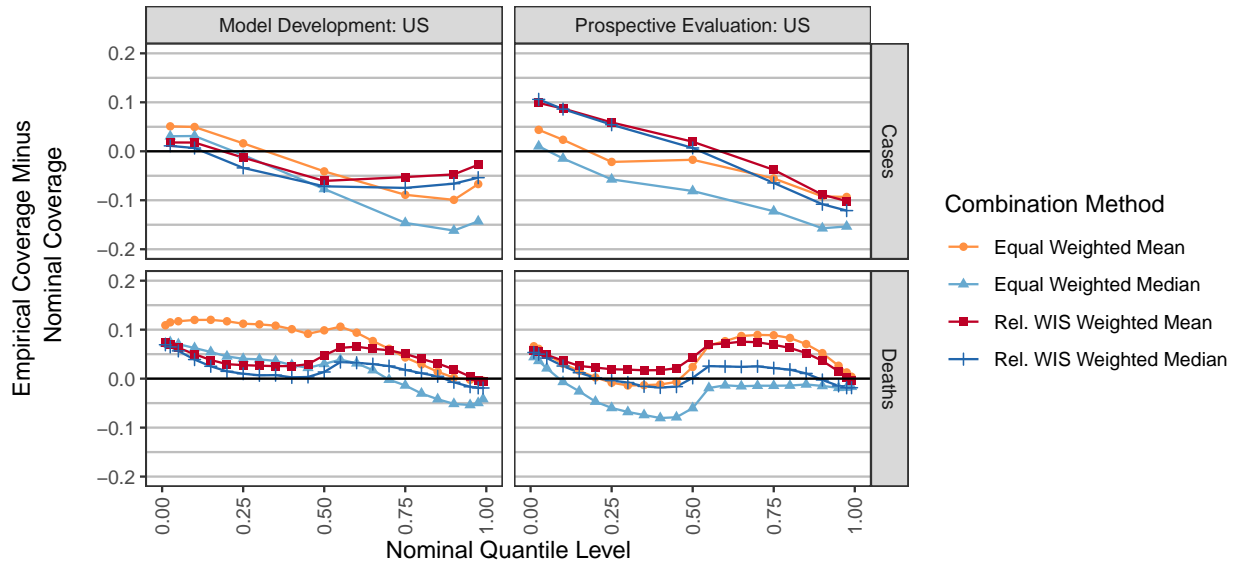 Model Development: US
Prospective Evaluation: US
Empirical Coverage Minus
Nominal Coverage
0.2
0.1
0.0
−0.1
−0.2
Cases
0.2
0.1
0.0
−0.1
−0.2
Deaths
0.00
0.25
0.50
0.75
1.00
0.00
0.25
0.50
0.75
1.00
Nominal Quantile Level
Combination Method
Equal Weighted Mean
Equal Weighted Median
Rel. WIS Weighted Mean
Rel. WIS Weighted Median